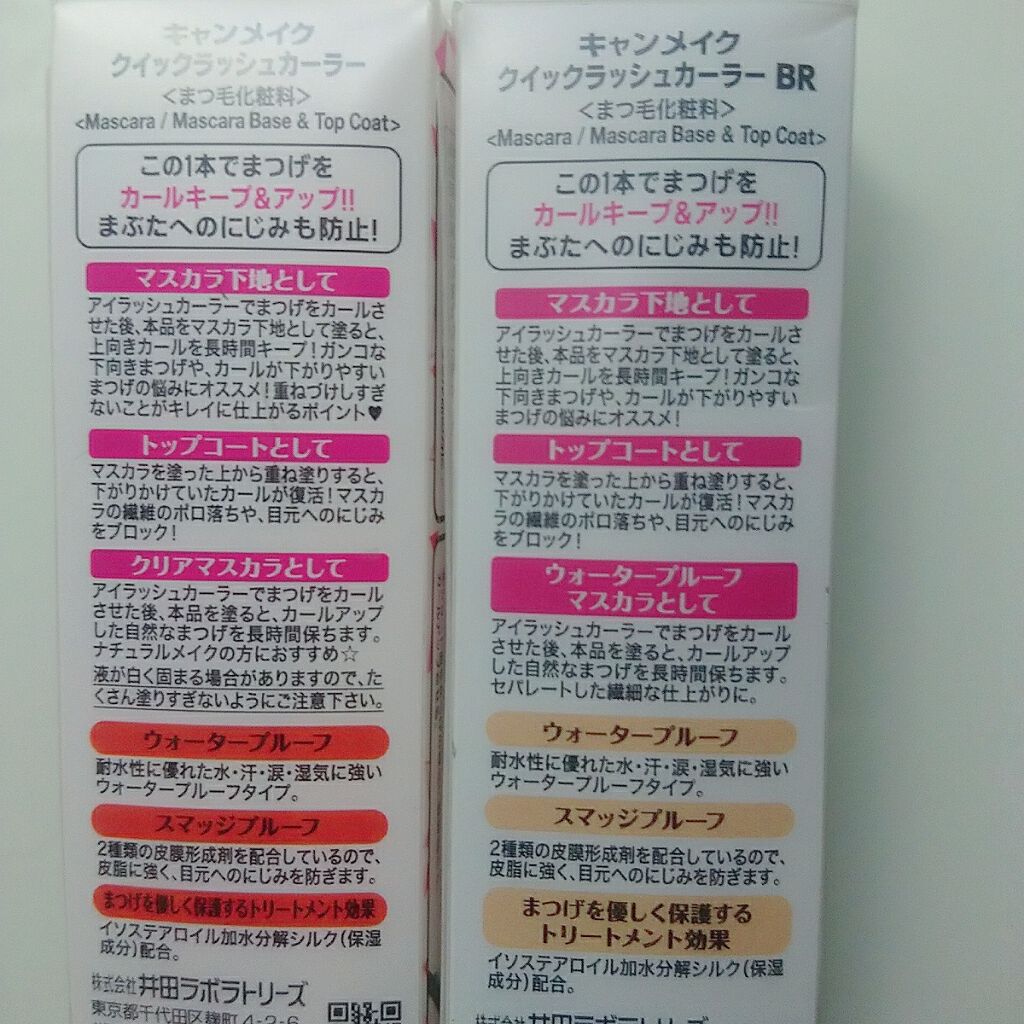 キャンメイク
クイックラッシュカーラー
<まつ毛化粧料>
<Mascara / Mascara Base & Top Coat>
この1本でまつげを
カールキープ&アップ!!
まぶたへのにじみも防止!
マスカラ下地として
アイラッシュカーラーでまつげをカールさ
せた後、本品をマスカラ下地として塗ると、
上向きカールを長時間キープ!ガンコな
下向きまつげや、カールが下がりやすい
まつげの悩みにオススメ!重ねづけしすぎ
ないことがキレイに仕上がるポイント♥
トップコートとして
マスカラを塗った上から重ね塗りすると、
下がりかけていたカールが復活!マスカ
ラの繊維のポロ落ちや、目元へのにじみ
をブロック!
クリアマスカラとして
アイラッシュカーラーでまつげをカール
させた後、本品を塗ると、カールアップ
した自然なまつげを長時間保ちます。
ナチュラルメイクの方におすすめ☆
液が白く固まる場合がありますので、た
くさん塗りすぎないようにご注意下さい。
ウォータープルーフ
耐水性に優れた水・汗・涙・湿気に強い
ウォータープルーフタイプ。
スマッジプルーフ
2種類の皮膜形成剤を配合しているので、
皮脂に強く、目元へのにじみを防ぎます。
まつげを優しく保護するトリートメント効果
イソステアロイル加水分解シルク(保湿
成分)配合。
株式会社 井田ラボラトリーズ
東京都千代田区麹町4-2-6
キャンメイク
クイックラッシュカーラー BR
<まつ毛化粧料>
<Mascara / Mascara Base & Top Coat>
この1本でまつげを
カールキープ&アップ!!
まぶたへのにじみも防止!
マスカラ下地として
アイラッシュカーラーでまつげをカールさ
せた後、本品をマスカラ下地として塗ると、
上向きカールを長時間キープ!ガンコな
下向きまつげや、カールが下がりやすい
まつげの悩みにオススメ!
トップコートとして
マスカラを塗った上から重ね塗りすると、
下がりかけていたカールが復活!マスカ
ラの繊維のポロ落ちや、目元へのにじみ
をブロック!
ウォータープルーフ
マスカラとして
アイラッシュカーラーでまつげをカール
させた後、本品を塗ると、カールアップ
した自然なまつげを長時間保ちます。
セパレートした繊細な仕上がりに。
ウォータープルーフ
耐水性に優れた水・汗・涙・湿気に強い
ウォータープルーフタイプ。
スマッジプルーフ
2種類の皮膜形成剤を配合しているので、
皮脂に強く、目元へのにじみを防ぎます。
まつげを優しく保護する
トリートメント効果
イソステアロイル加水分解シルク(保湿
成分)配合。
株式会社 井田ラボラトリーズ